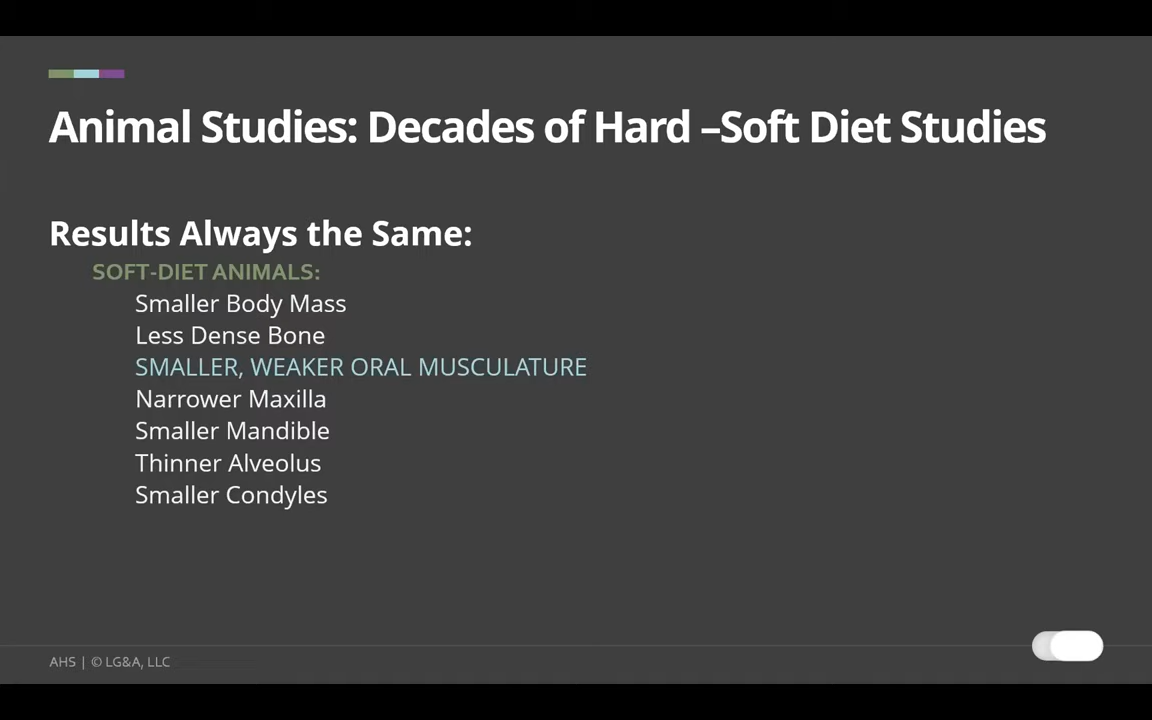 Animal Studies: Decades of Hard –Soft Diet Studies
Results Always the Same:
SOFT-DIET ANIMALS:
Smaller Body Mass
Less Dense Bone
SMALLER, WEAKER ORAL MUSCULATURE
Narrower Maxilla
Smaller Mandible
Thinner Alveolus
Smaller Condyles
AHS | © LG&A, LLC